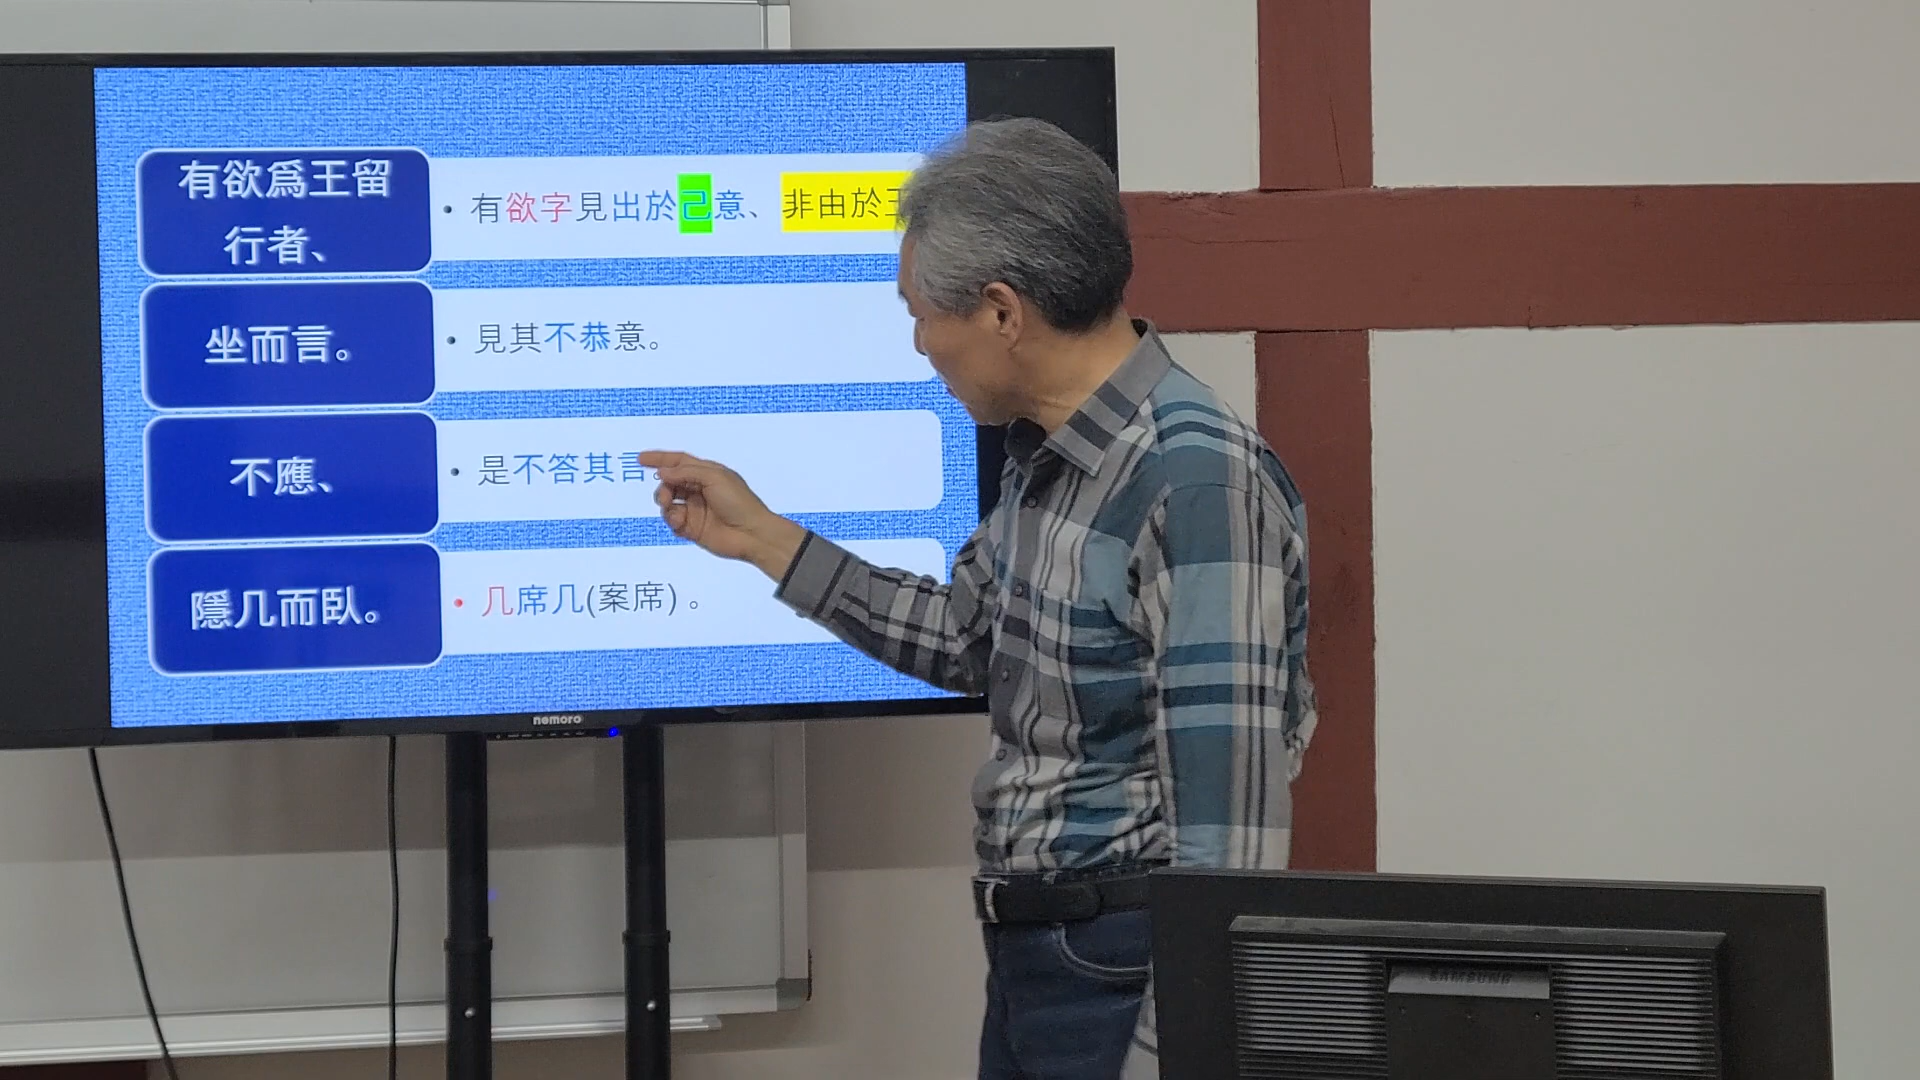 有欲爲王留
行者、
• 有欲字見出於己意、非由於王
坐而言。
• 見其不恭意。
不應、
• 是不答其言。
隱几而臥。
• 几席几(案席) 。
nemoro
SAMSUNG